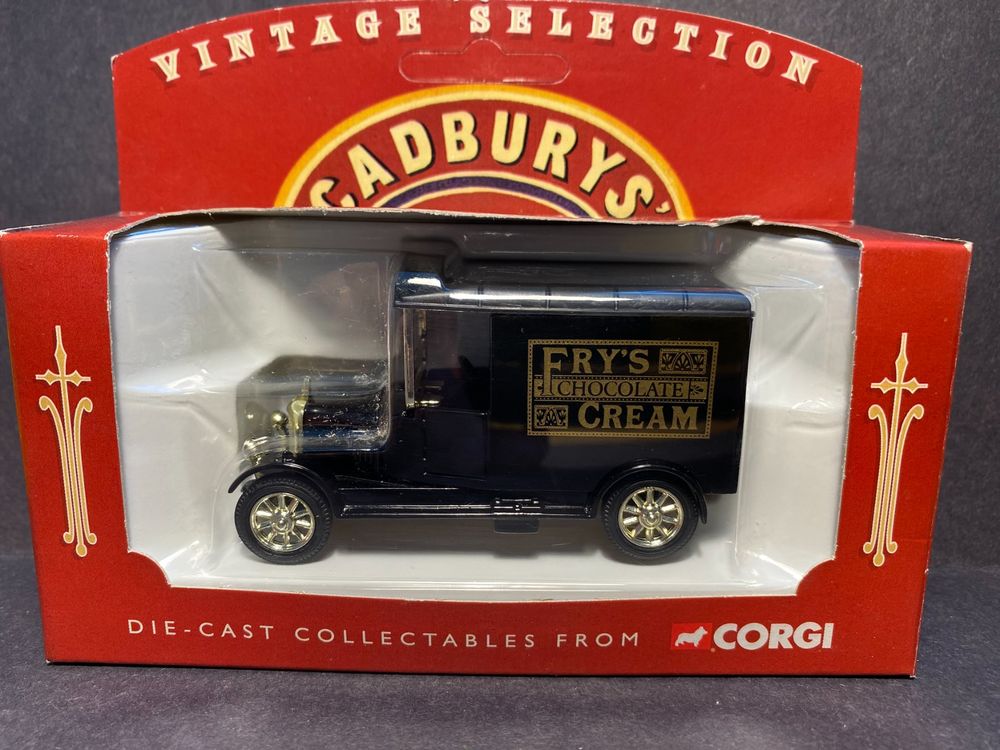 VINTAGE SELECTION
CADBURYS'
FRY'S
CHOCOLATE
CREAM
DIE-CAST COLLECTABLES FROM CORGI